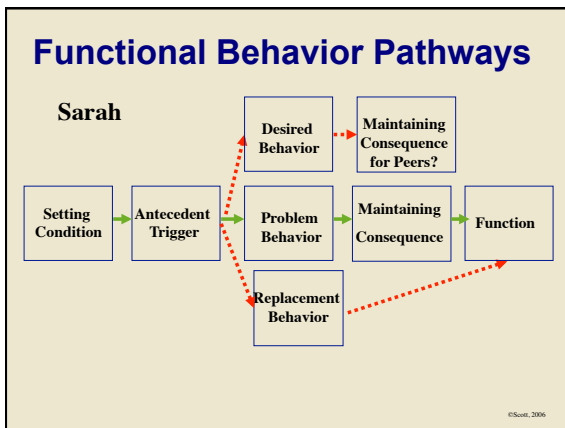 Functional Behavior Pathways
Sarah
Desired
Behavior
Maintaining
Consequence
for Peers?
Setting
Condition
Antecedent
Trigger
Problem
Behavior
Maintaining
Consequence
Function
Replacement
Behavior
©Scott, 2006